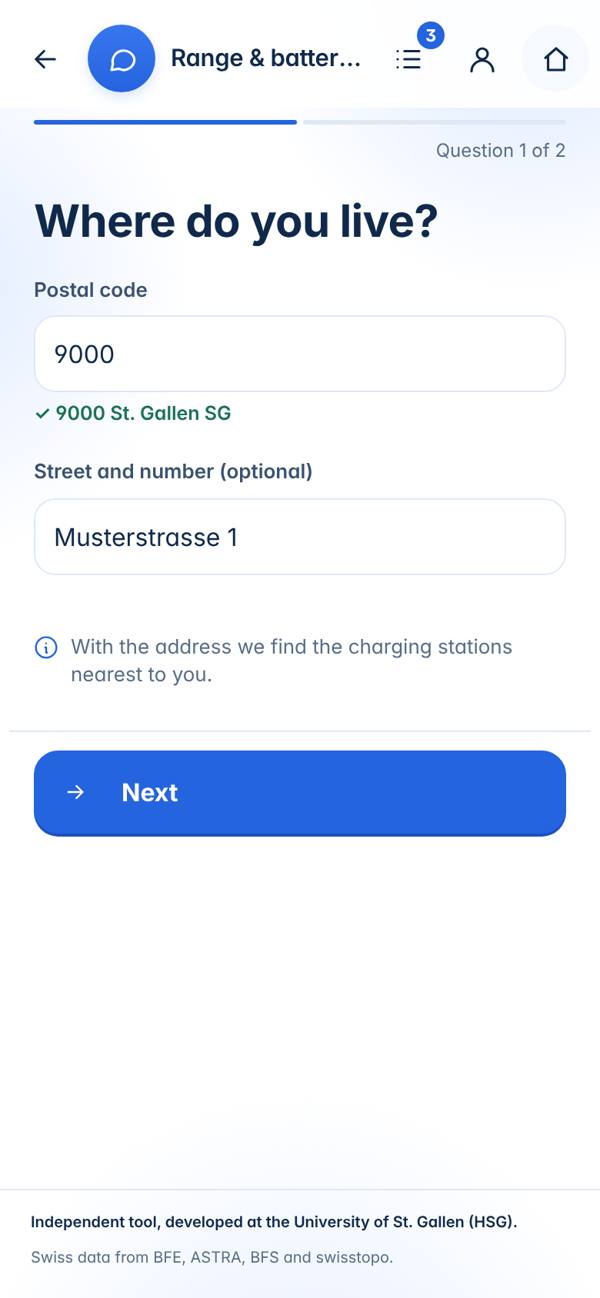 Range & batter...
3
Question 1 of 2
Where do you live?
Postal code
9000
✓ 9000 St. Gallen SG
Street and number (optional)
Musterstrasse 1
With the address we find the charging stations
nearest to you.
Next
Independent tool, developed at the University of St. Gallen (HSG).
Swiss data from BFE, ASTRA, BFS and swisstopo.